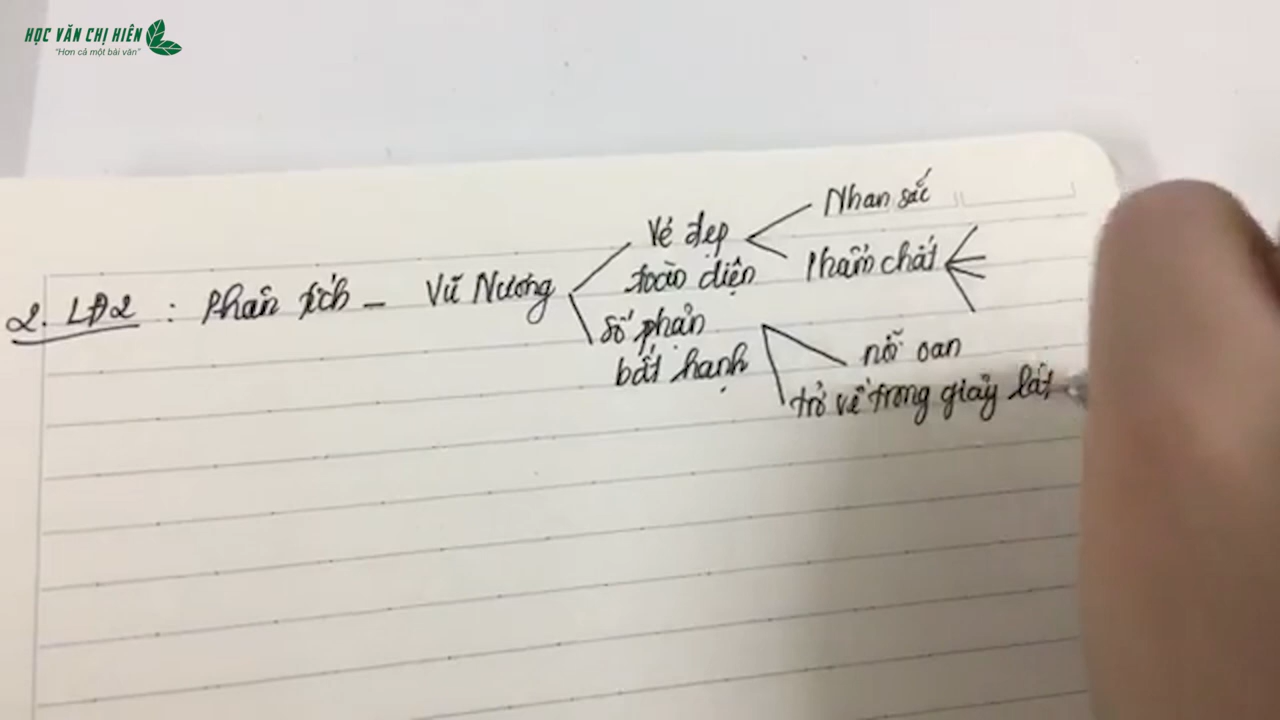 HỌC VĂN CHỊ HIÊN
"Hơn cả một bài văn"
Nhan sắc
Vẻ đẹp
toàn diện
Phẩm chất
2. LĐ2 : Phân tích - Vũ Nương
số phận
bất hạnh
nỗi oan
trở về trong giây lát